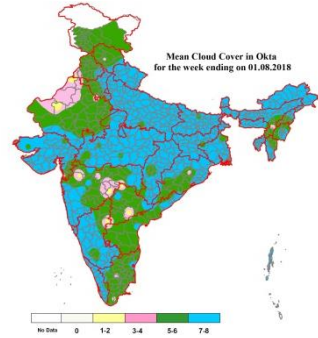 Mean Cloud Cover in Okta
for the week ending on 01.08.2018
No Data 0 1-2 3-4 5-6 7-8